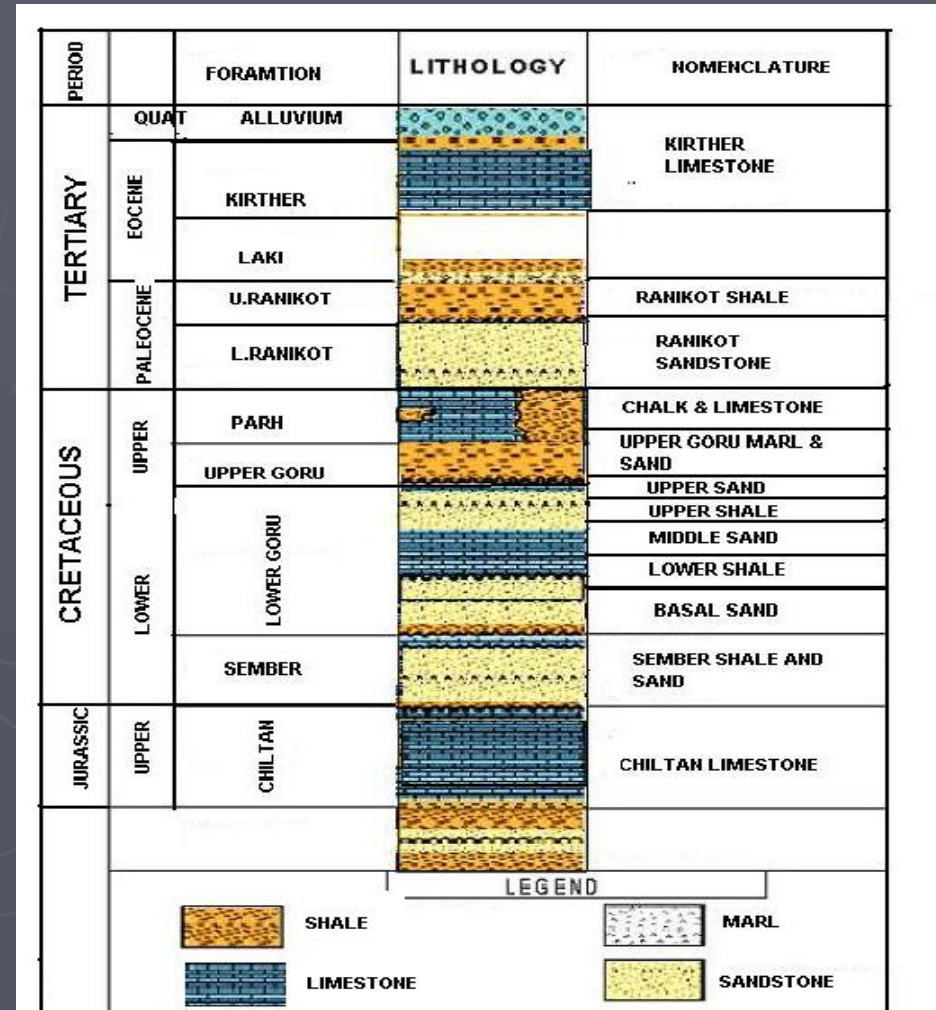 PERIOD
FORAMTION
LITHOLOGY
NOMENCLATURE
TERTIARY
QUAT
ALLUVIUM
KIRTHER
LIMESTONE
EOCENE
KIRTHER
LAKI
PALEOCENE
U.RANIKOT
RANIKOT SHALE
L.RANIKOT
RANIKOT
SANDSTONE
CRETACEOUS
UPPER
PARH
CHALK & LIMESTONE
UPPER GORU
UPPER GORU MARL &
SAND
LOWER
LOWER GORU
UPPER SAND
UPPER SHALE
MIDDLE SAND
LOWER SHALE
BASAL SAND
SEMBER
SEMBER SHALE AND
SAND
JURASSIC
UPPER
CHILTAN
CHILTAN LIMESTONE
LEGEND
SHALE
MARL
LIMESTONE
SANDSTONE